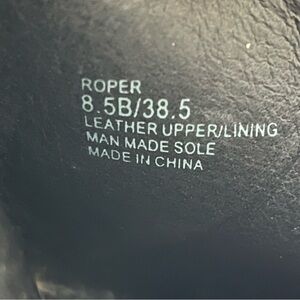 ROPER
8.5B/38.5
LEATHER UPPER/LINING
MAN MADE SOLE
MADE IN CHINA